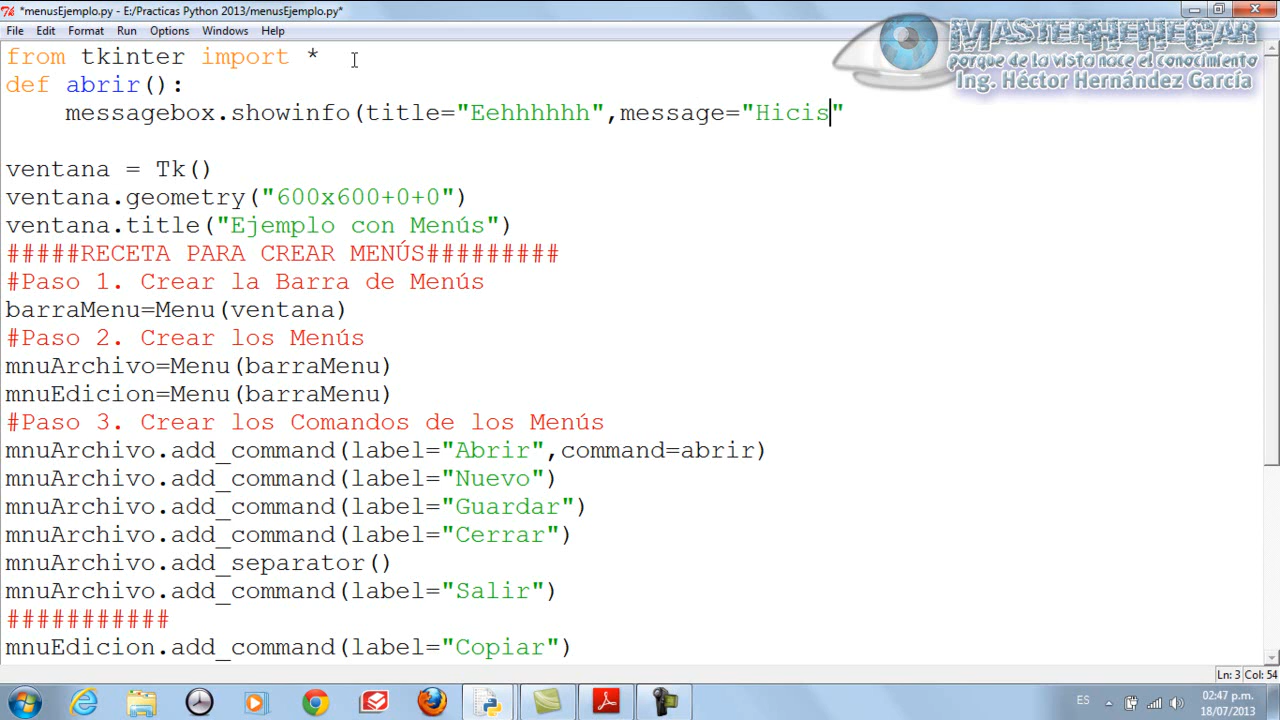 *menusEjemplo.py - E:/Practicas Python 2013/menusEjemplo.py*
File Edit Format Run Options Windows Help
MASTERHEHEGAR
porque de la vista nace el conocimiento
Ing. Héctor Hernández García
from tkinter import *
def abrir():
    messagebox.showinfo(title="Eehhhhhh",message="Hicis"
ventana = Tk()
ventana.geometry("600x600+0+0")
ventana.title("Ejemplo con Menús")
#####RECETA PARA CREAR MENÚS#########
#Paso 1. Crear la Barra de Menús
barraMenu=Menu(ventana)
#Paso 2. Crear los Menús
mnuArchivo=Menu(barraMenu)
mnuEdicion=Menu(barraMenu)
#Paso 3. Crear los Comandos de los Menús
mnuArchivo.add_command(label="Abrir",command=abrir)
mnuArchivo.add_command(label="Nuevo")
mnuArchivo.add_command(label="Guardar")
mnuArchivo.add_command(label="Cerrar")
mnuArchivo.add_separator()
mnuArchivo.add_command(label="Salir")
###########
mnuEdicion.add_command(label="Copiar")
Ln: 3 Col: 54
ES
02:47 p.m.
18/07/2013